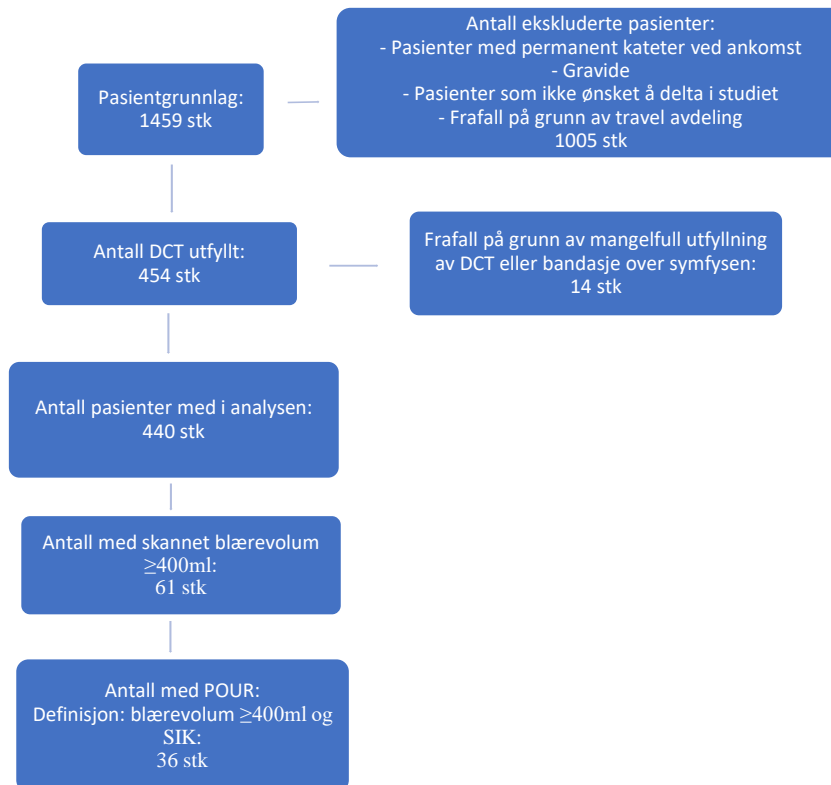 Pasientgrunnlag:
1459 stk
Antall ekskluderte pasienter:
- Pasienter med permanent kateter ved ankomst
- Gravide
- Pasienter som ikke ønsket å delta i studiet
- Frafall på grunn av travel avdeling
1005 stk
Antall DCT utfyllt:
454 stk
Frafall på grunn av mangelfull utfyllning
av DCT eller bandasje over symfysen:
14 stk
Antall pasienter med i analysen:
440 stk
Antall med skannet blærevolum
≥400ml:
61 stk
Antall med POUR:
Definisjon: blærevolum ≥400ml og
SIK:
36 stk